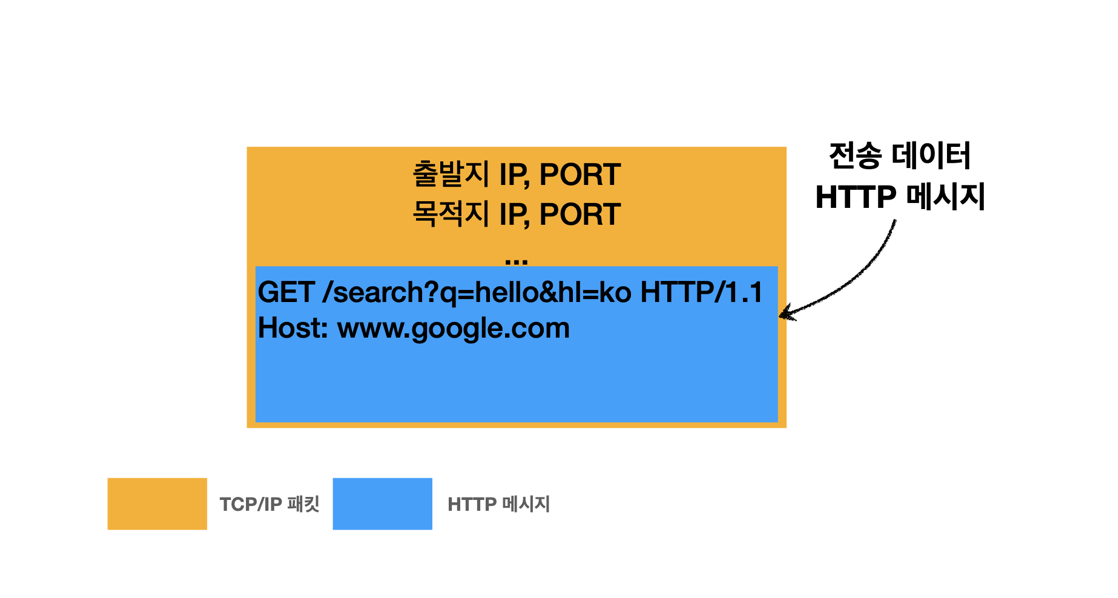 전송 데이터
HTTP 메시지
출발지 IP, PORT
목적지 IP, PORT
...
GET /search?q=hello&hl=ko HTTP/1.1
Host: www.google.com
TCP/IP 패킷
HTTP 메시지